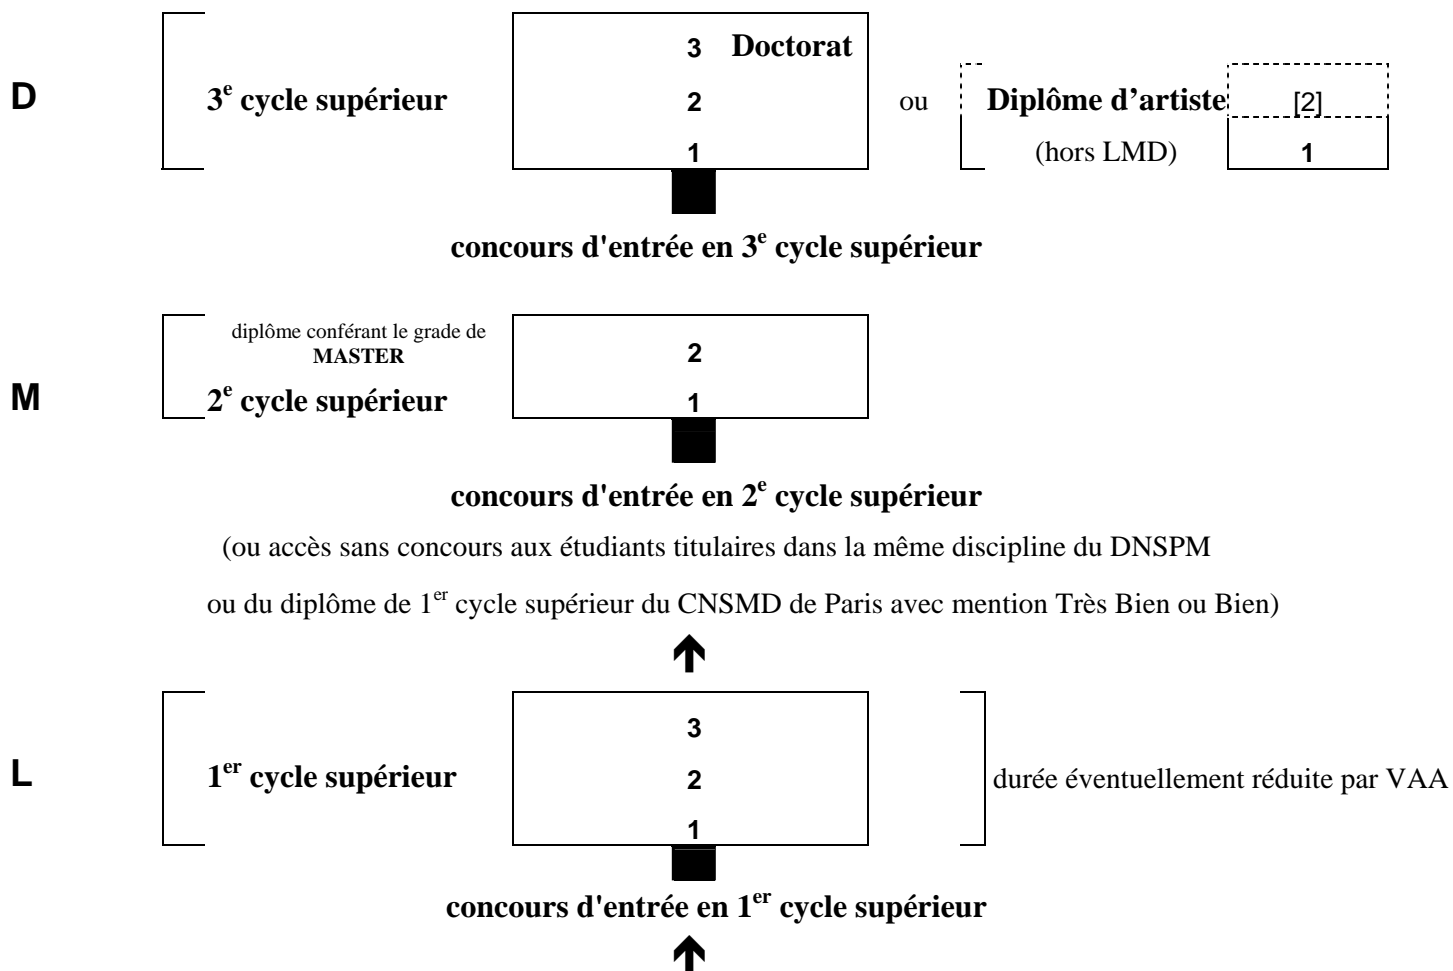 3 Doctorat
D 3e cycle supérieur 2 ou Diplôme d’artiste [2]
1 (hors LMD) 1
concours d'entrée en 3e cycle supérieur
diplôme conférant le grade de
MASTER 2
M 2e cycle supérieur 1
concours d'entrée en 2e cycle supérieur
(ou accès sans concours aux étudiants titulaires dans la même discipline du DNSPM
ou du diplôme de 1er cycle supérieur du CNSMD de Paris avec mention Très Bien ou Bien)
3
L 1er cycle supérieur 2 durée éventuellement réduite par VAA
1
concours d'entrée en 1er cycle supérieur